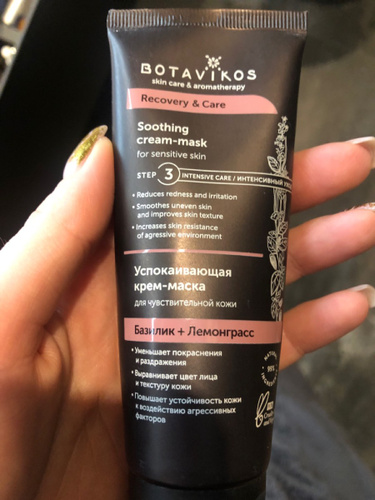 BOTAVIKOS
skin care & aromatherapy
Recovery & Care
Soothing
cream-mask
for sensitive skin
STEP 3 INTENSIVE CARE / ИНТЕНСИВНЫЙ
• Reduces redness and irritation
• Smoothes uneven skin
and improves skin texture
• Increases skin resistance
of agressive environment
Успокаивающая
крем-маска
для чувствительной кожи
Базилик + Лемонграсс
• Уменьшает покраснения
и раздражения
• Выравнивает цвет лица
и текстуру кожи
• Повышает устойчивость кожи
к воздействию агрессивных
факторов
99%